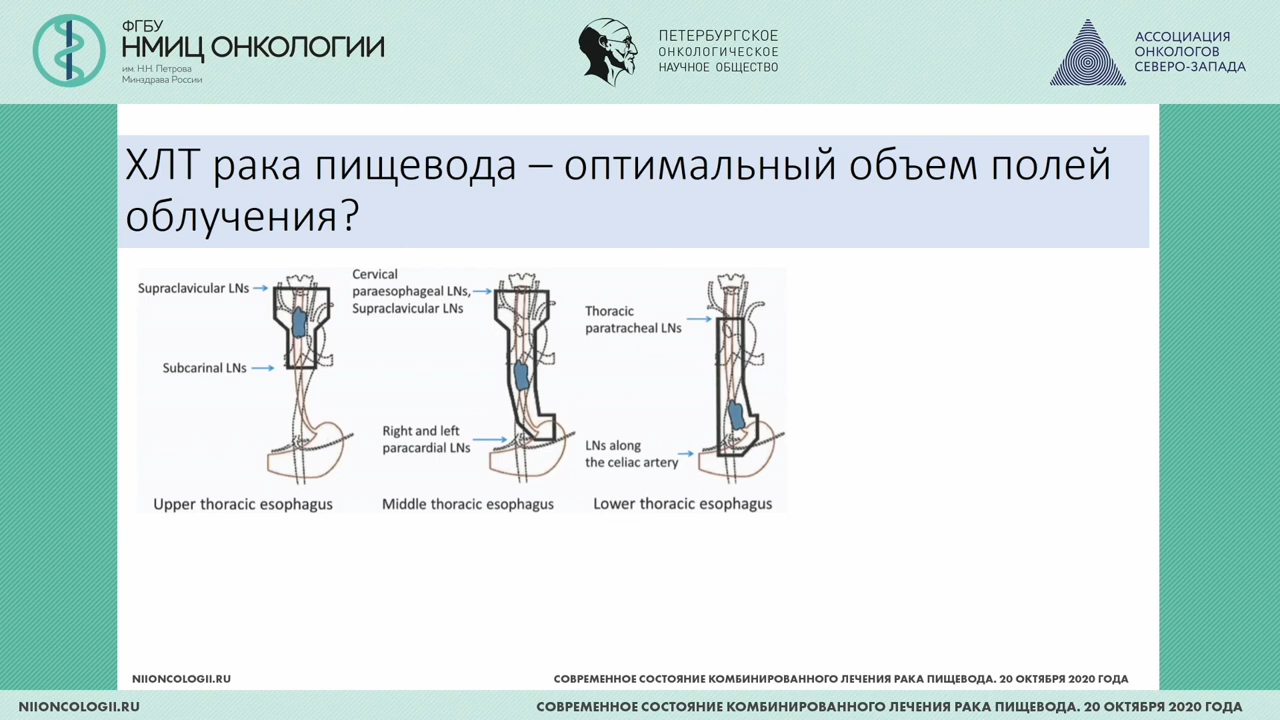 ФГБУ
НМИЦ ОНКОЛОГИИ
им. Н.Н. Петрова
Минздрава России
ПЕТЕРБУРГСКОЕ
ОНКОЛОГИЧЕСКОЕ
НАУЧНОЕ ОБЩЕСТВО
АССОЦИАЦИЯ
ОНКОЛОГОВ
СЕВЕРО-ЗАПАДА
ХЛТ рака пищевода – оптимальный объем полей
облучения?
Supraclavicular LNs
Subcarinal LNs
Upper thoracic esophagus
Cervical
paraesophageal LNs,
Supraclavicular LNs
Right and left
paracardial LNs
Middle thoracic esophagus
Thoracic
paratracheal LNs
LNs along
the celiac artery
Lower thoracic esophagus
NIIONCOLOGII.RU
СОВРЕМЕННОЕ СОСТОЯНИЕ КОМБИНИРОВАННОГО ЛЕЧЕНИЯ РАКА ПИЩЕВОДА. 20 ОКТЯБРЯ 2020 ГОДА
NIIONCOLOGII.RU
СОВРЕМЕННОЕ СОСТОЯНИЕ КОМБИНИРОВАННОГО ЛЕЧЕНИЯ РАКА ПИЩЕВОДА. 20 ОКТЯБРЯ 2020 ГОДА